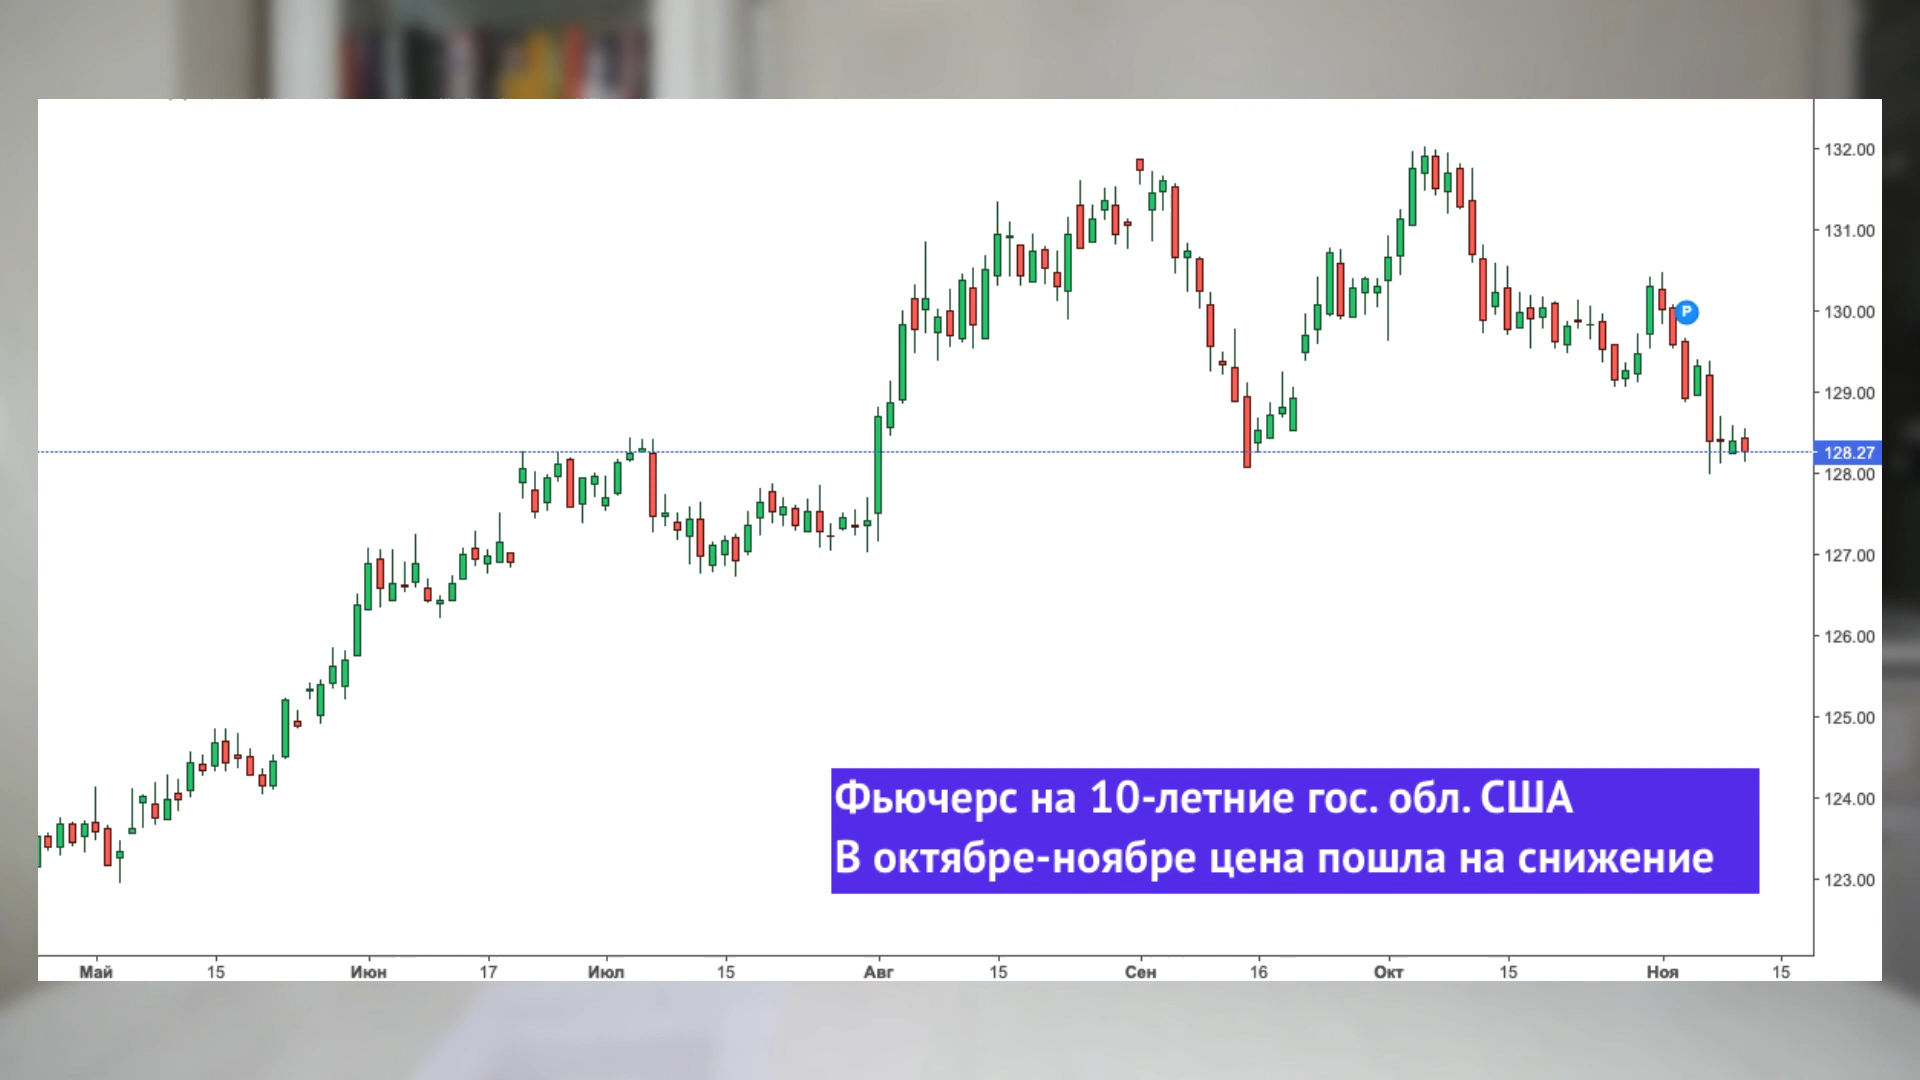 132.00
131.00
P
130.00
129.00
128.27
128.00
127.00
126.00
125.00
124.00
Фьючерс на 10-летние гос. обл. США
В октябре-ноябре цена пошла на снижение
123.00
Май 15 Июн 17 Июл 15 Авг 15 Сен 16 Окт 15 Ноя 15